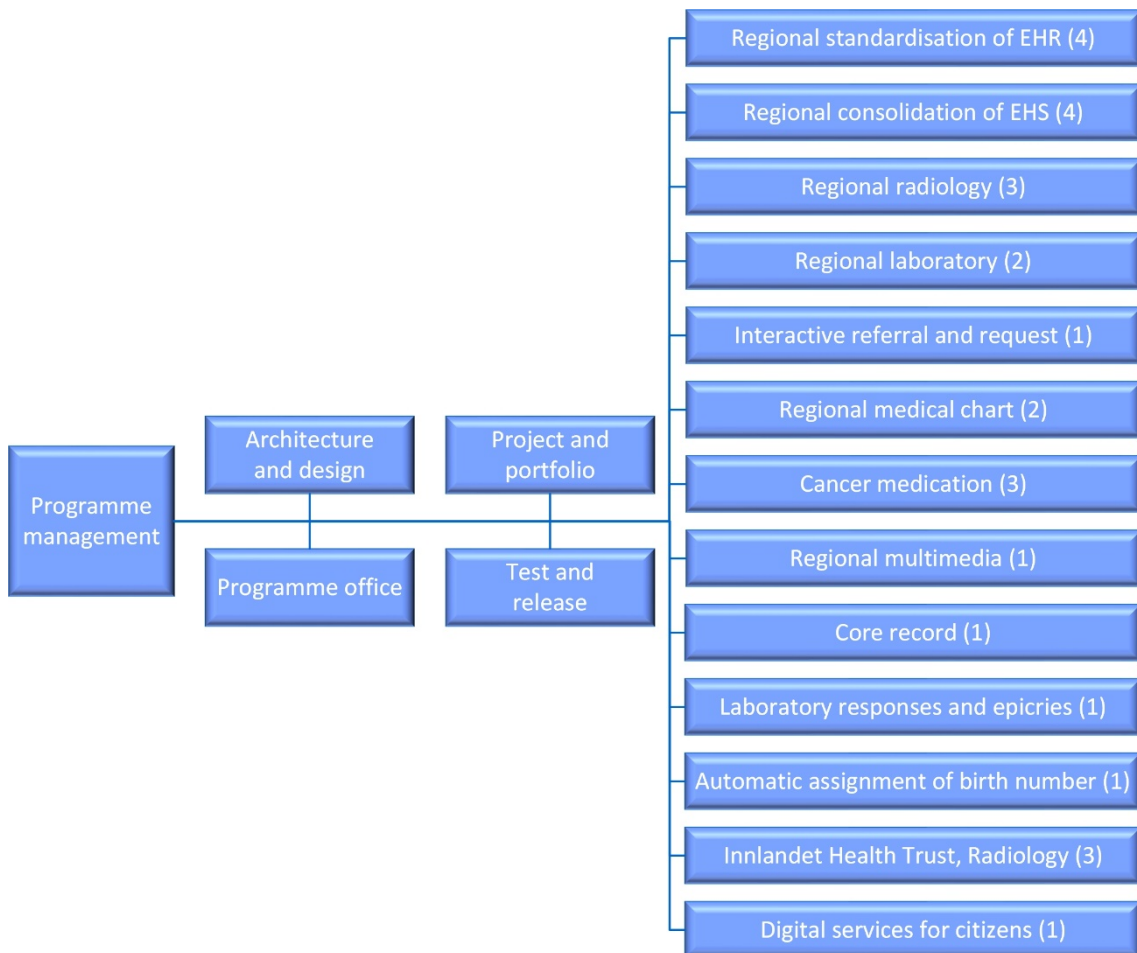 Regional standardisation of EHR (4)
Regional consolidation of EHS (4)
Regional radiology (3)
Regional laboratory (2)
Interactive referral and request (1)
Regional medical chart (2)
Cancer medication (3)
Regional multimedia (1)
Core record (1)
Laboratory responses and epicries (1)
Automatic assignment of birth number (1)
Innlandet Health Trust, Radiology (3)
Digital services for citizens (1)
Architecture
and design
Project and
portfolio
Programme
management
Programme office
Test and
release